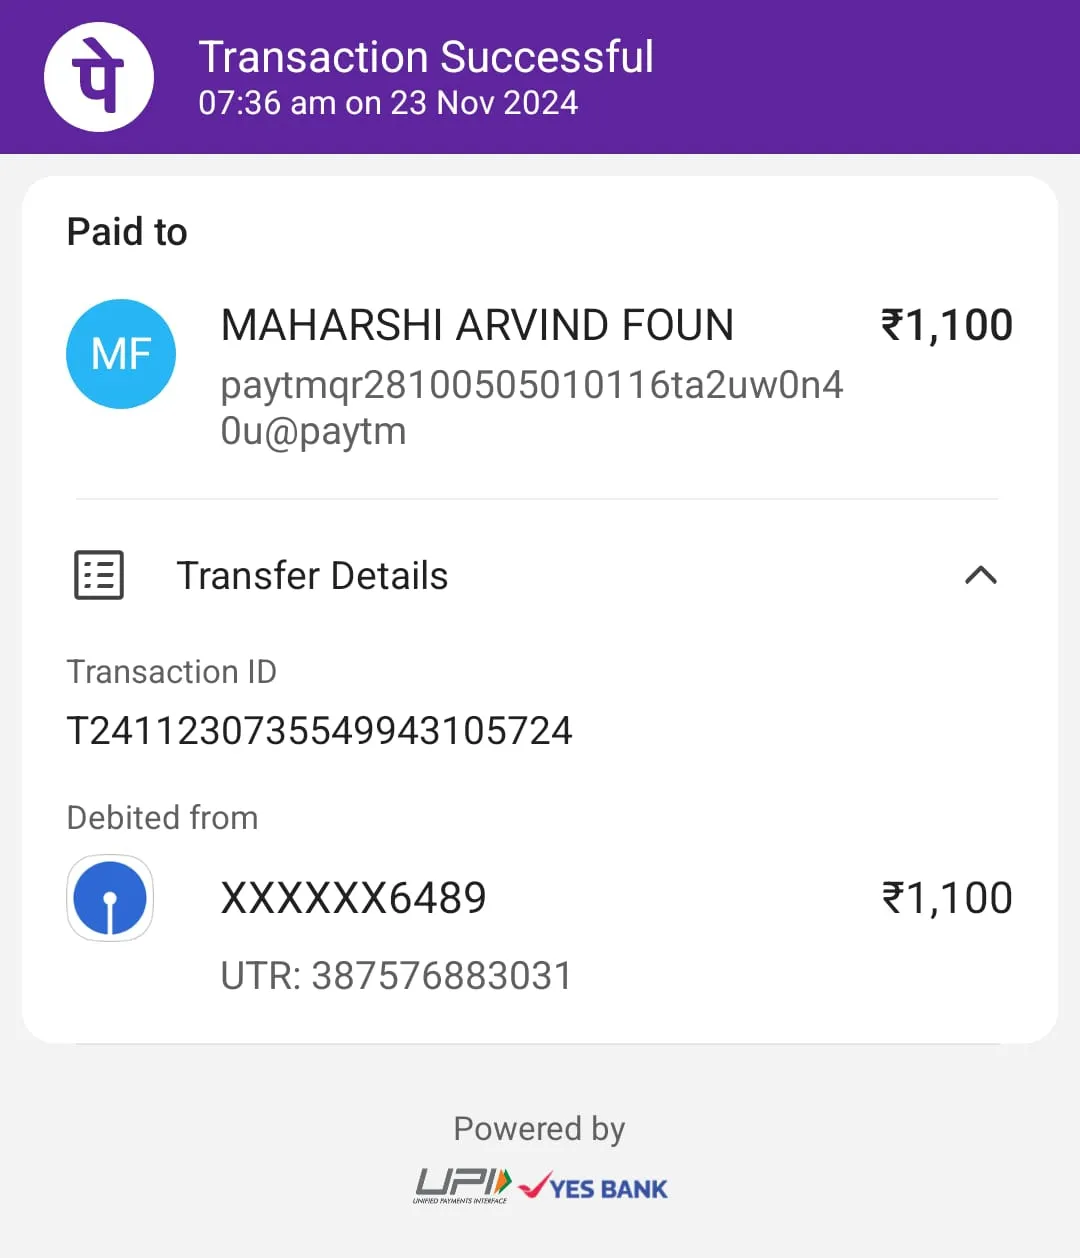 पे
Transaction Successful
07:36 am on 23 Nov 2024
Paid to
MF
MAHARSHI ARVIND FOUN
₹1,100
paytmqr28100505010116ta2uw0n4
0u@paytm
Transfer Details
Transaction ID
T2411230735549943105724
Debited from
XXXXXX6489
₹1,100
UTR: 387576883031
Powered by
UPI
UNIFIED PAYMENTS INTERFACE
YES BANK